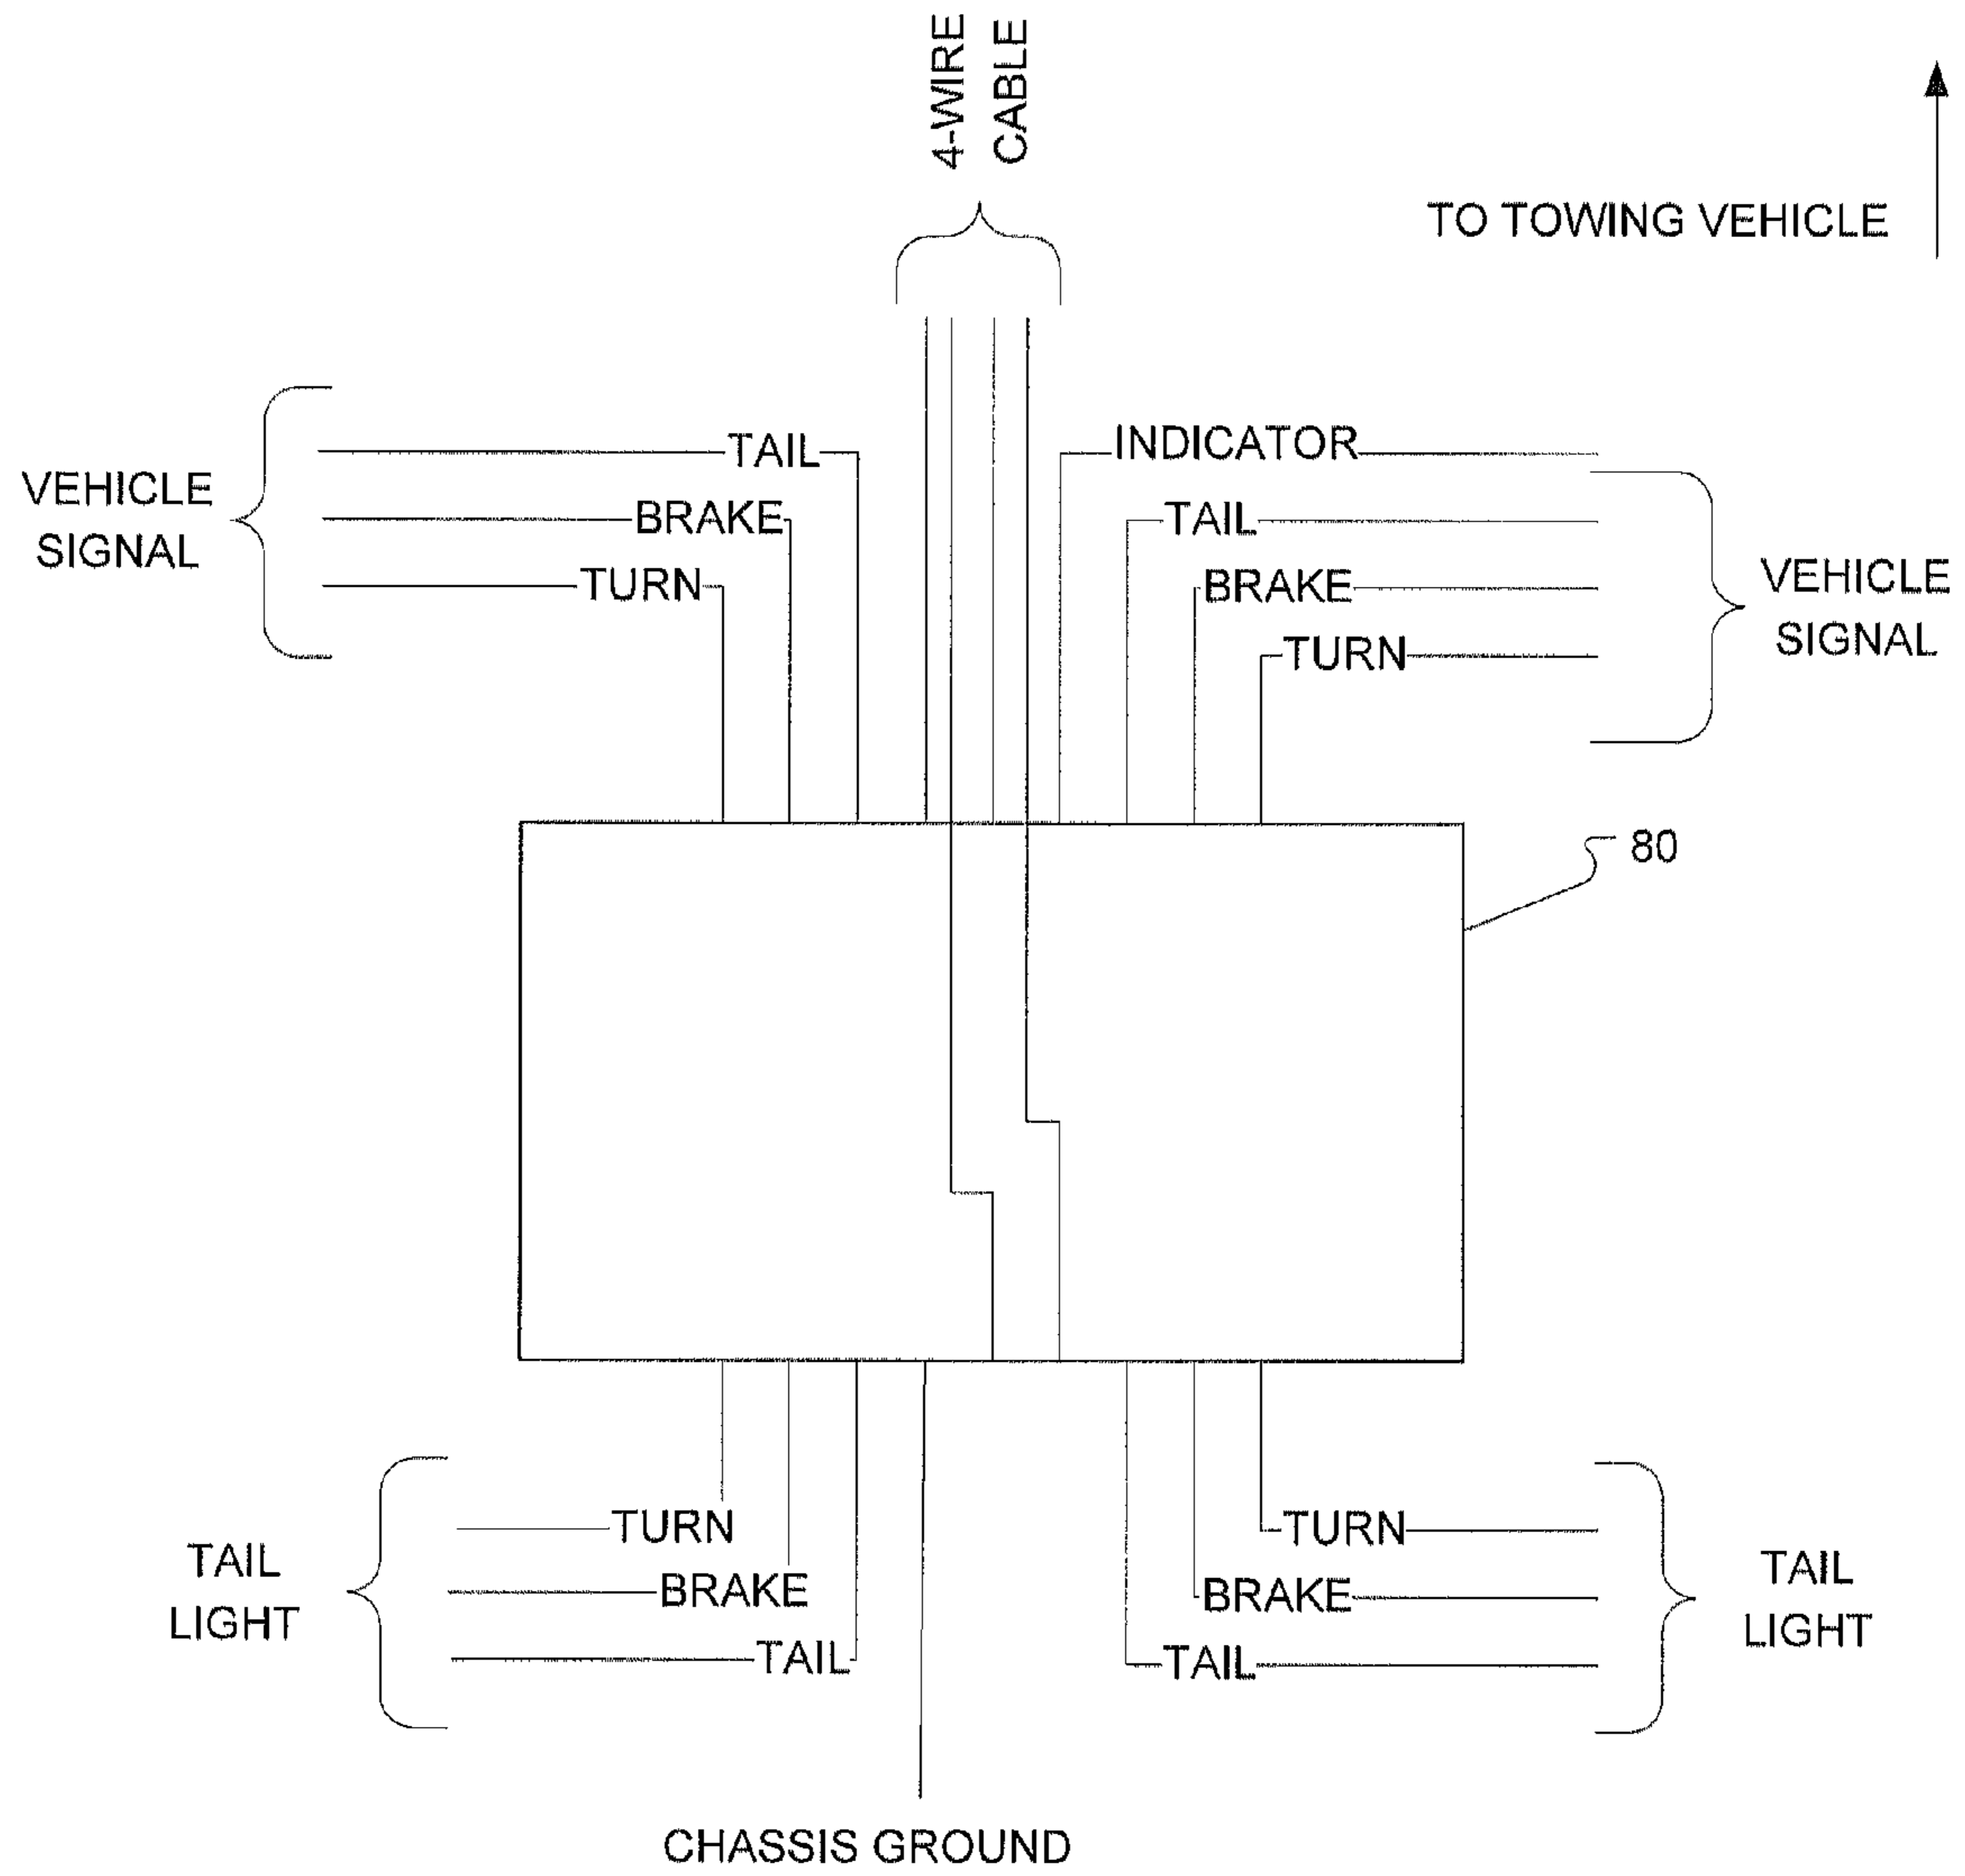 4-WIRE
CABLE
TO TOWING VEHICLE
VEHICLE
SIGNAL
TAIL
BRAKE
TURN
INDICATOR
TAIL
BRAKE
TURN
VEHICLE
SIGNAL
80
TAIL
LIGHT
TURN
BRAKE
TAIL
TURN
BRAKE
TAIL
TAIL
LIGHT
CHASSIS GROUND